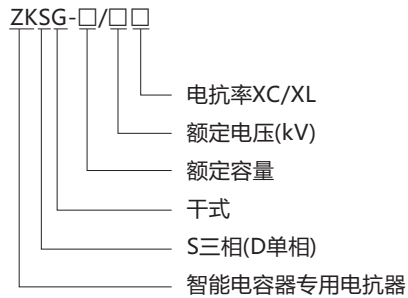 ZKSG-□/□□
电抗率XC/XL
额定电压(kV)
额定容量
干式
S三相(D单相)
智能电容器专用电抗器